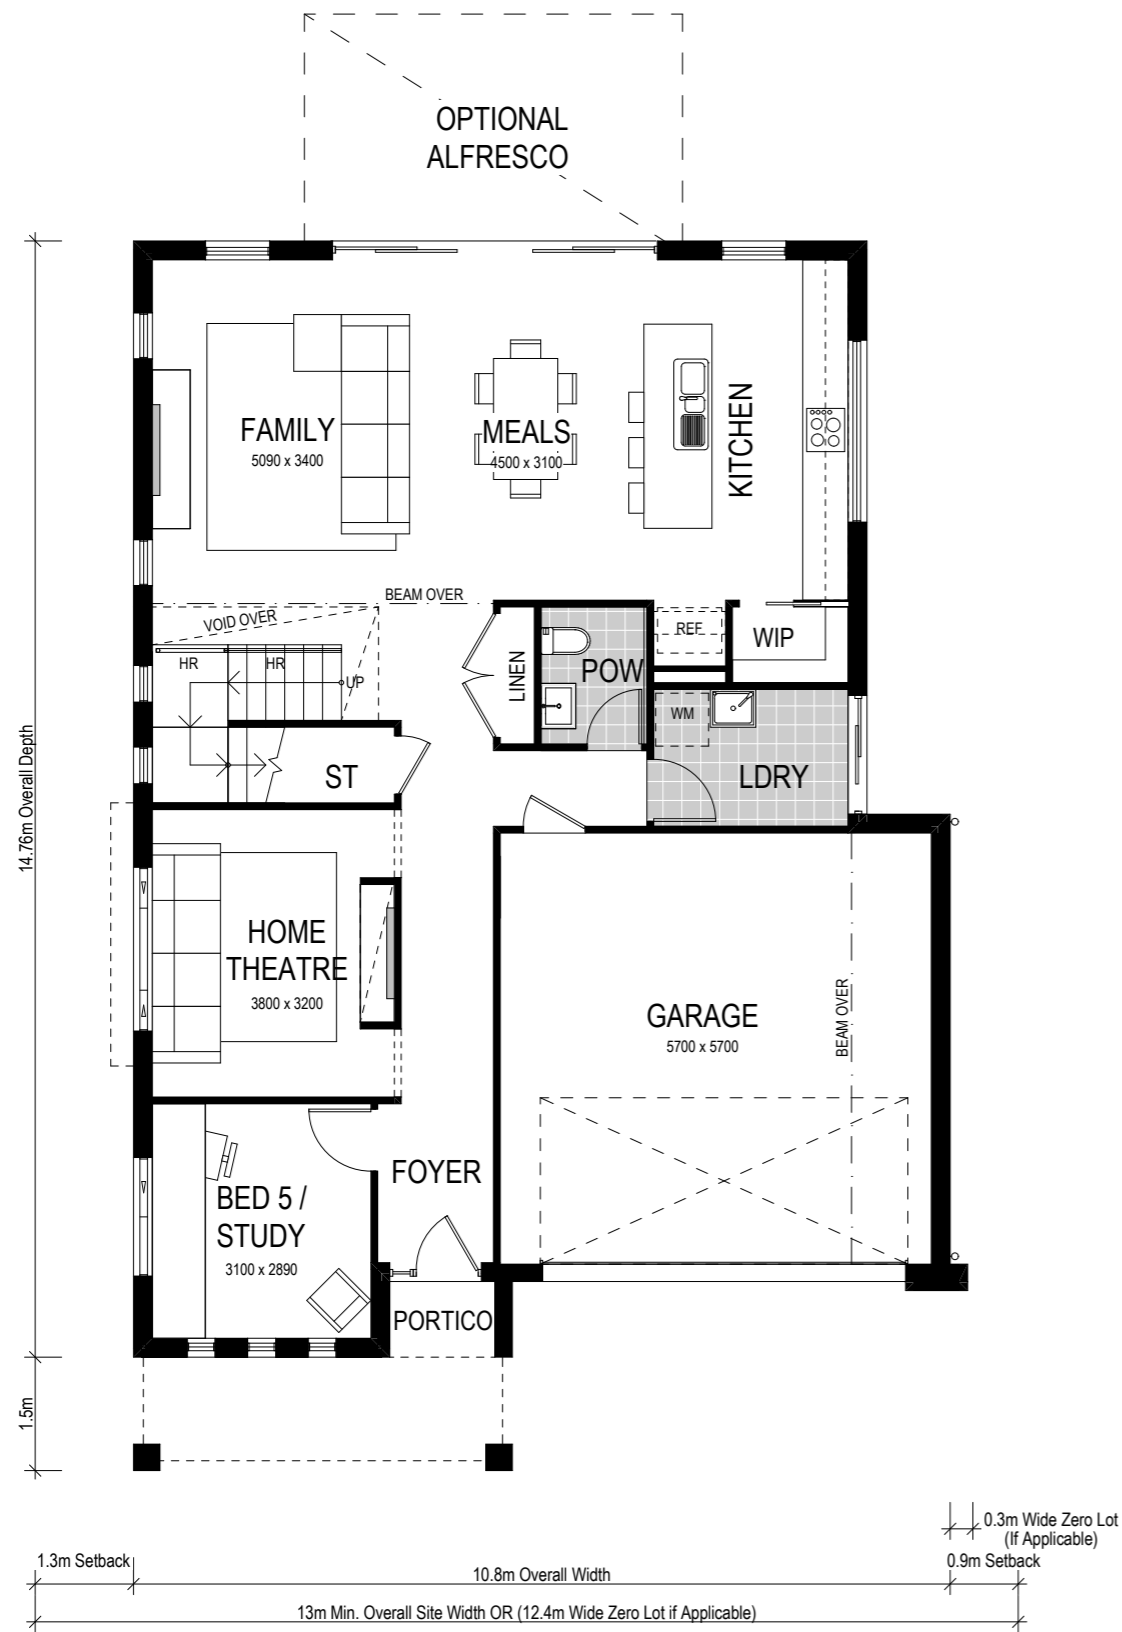 OPTIONAL
ALFRESCO
FAMILY
5090 x 3400
MEALS
4500 x 3100
KITCHEN
BEAM OVER
VOID OVER
HR
HR
UP
LINEN
POW
REF
WIP
WM
LDRY
ST
14.76m Overall Depth
HOME
THEATRE
3800 x 3200
GARAGE
5700 x 5700
BEAM OVER
FOYER
BED 5 /
STUDY
3100 x 2890
PORTICO
1.5m
0.3m Wide Zero Lot
(If Applicable)
1.3m Setback
10.8m Overall Width
0.9m Setback
13m Min. Overall Site Width OR (12.4m Wide Zero Lot if Applicable)